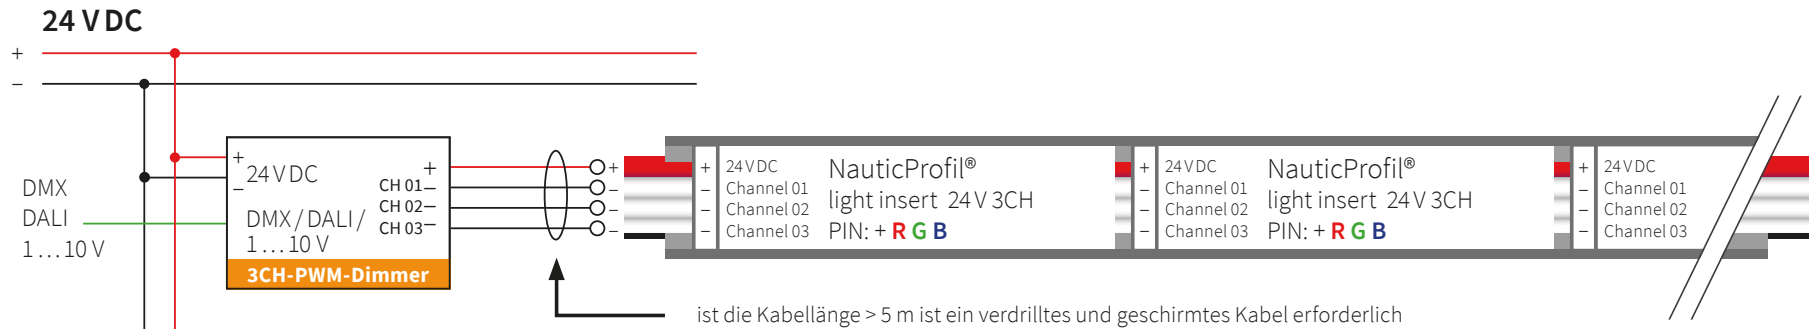 24 V DC
+
–
DMX
DALI
1 … 10 V
+
–
24 V DC
DMX / DALI /
1 … 10 V
+
CH 01 –
CH 02 –
CH 03 –
3CH-PWM-Dimmer
+
–
–
–
+ 24 V DC
– Channel 01
– Channel 02
– Channel 03
NauticProfil®
light insert 24 V 3CH
PIN: + R G B
+ 24 V DC
– Channel 01
– Channel 02
– Channel 03
NauticProfil®
light insert 24 V 3CH
PIN: + R G B
+ 24 V DC
– Channel 01
– Channel 02
– Channel 03
ist die Kabellänge > 5 m ist ein verdrilltes und geschirmtes Kabel erforderlich